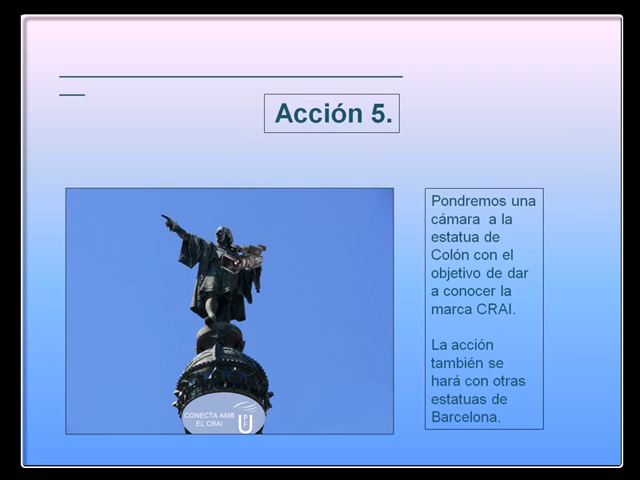 Acción 5.
Pondremos una
cámara a la
estatua de
Colón con el
objetivo de dar
a conocer la
marca CRAI.
La acción
también se
hará con otras
estatuas de
Barcelona.
CONECTA AMB
EL CRAI
UPF